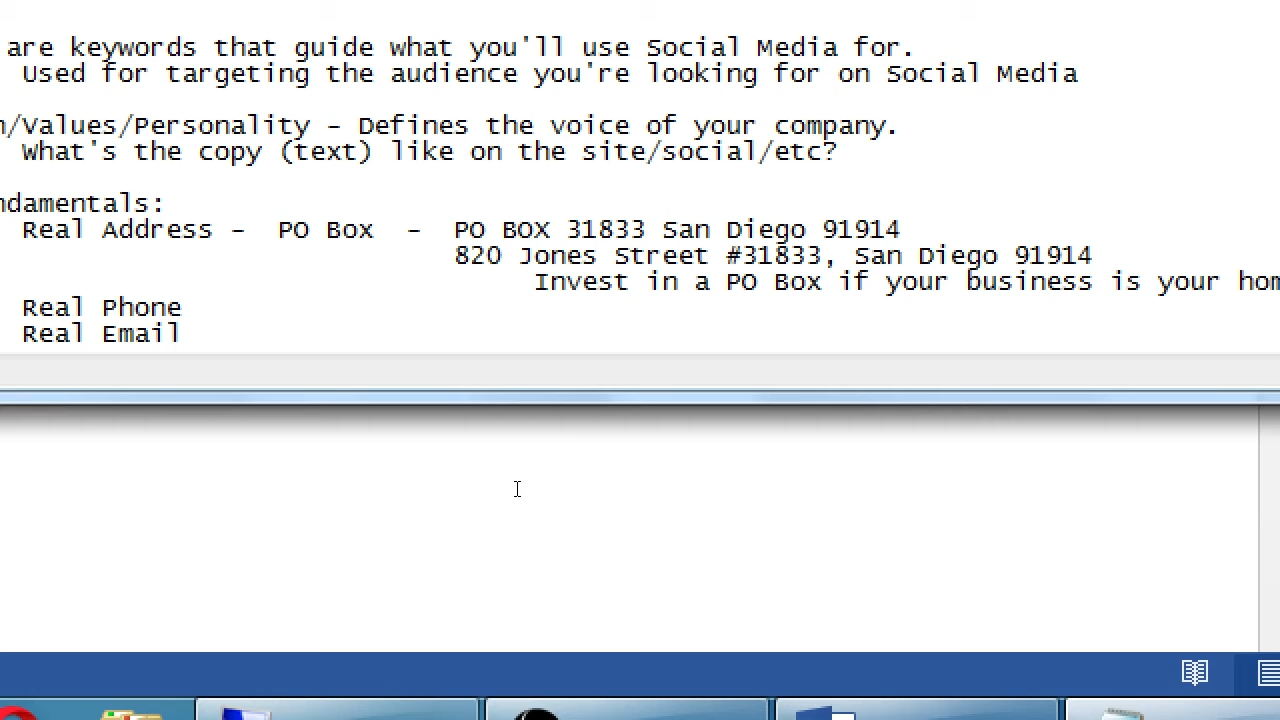 are keywords that guide what you'll use Social Media for.
Used for targeting the audience you're looking for on Social Media
/Values/Personality - Defines the voice of your company.
What's the copy (text) like on the site/social/etc?
ndamentals:
Real Address - PO Box - PO BOX 31833 San Diego 91914
820 Jones Street #31833, San Diego 91914
Invest in a PO Box if your business is your hom
Real Phone
Real Email